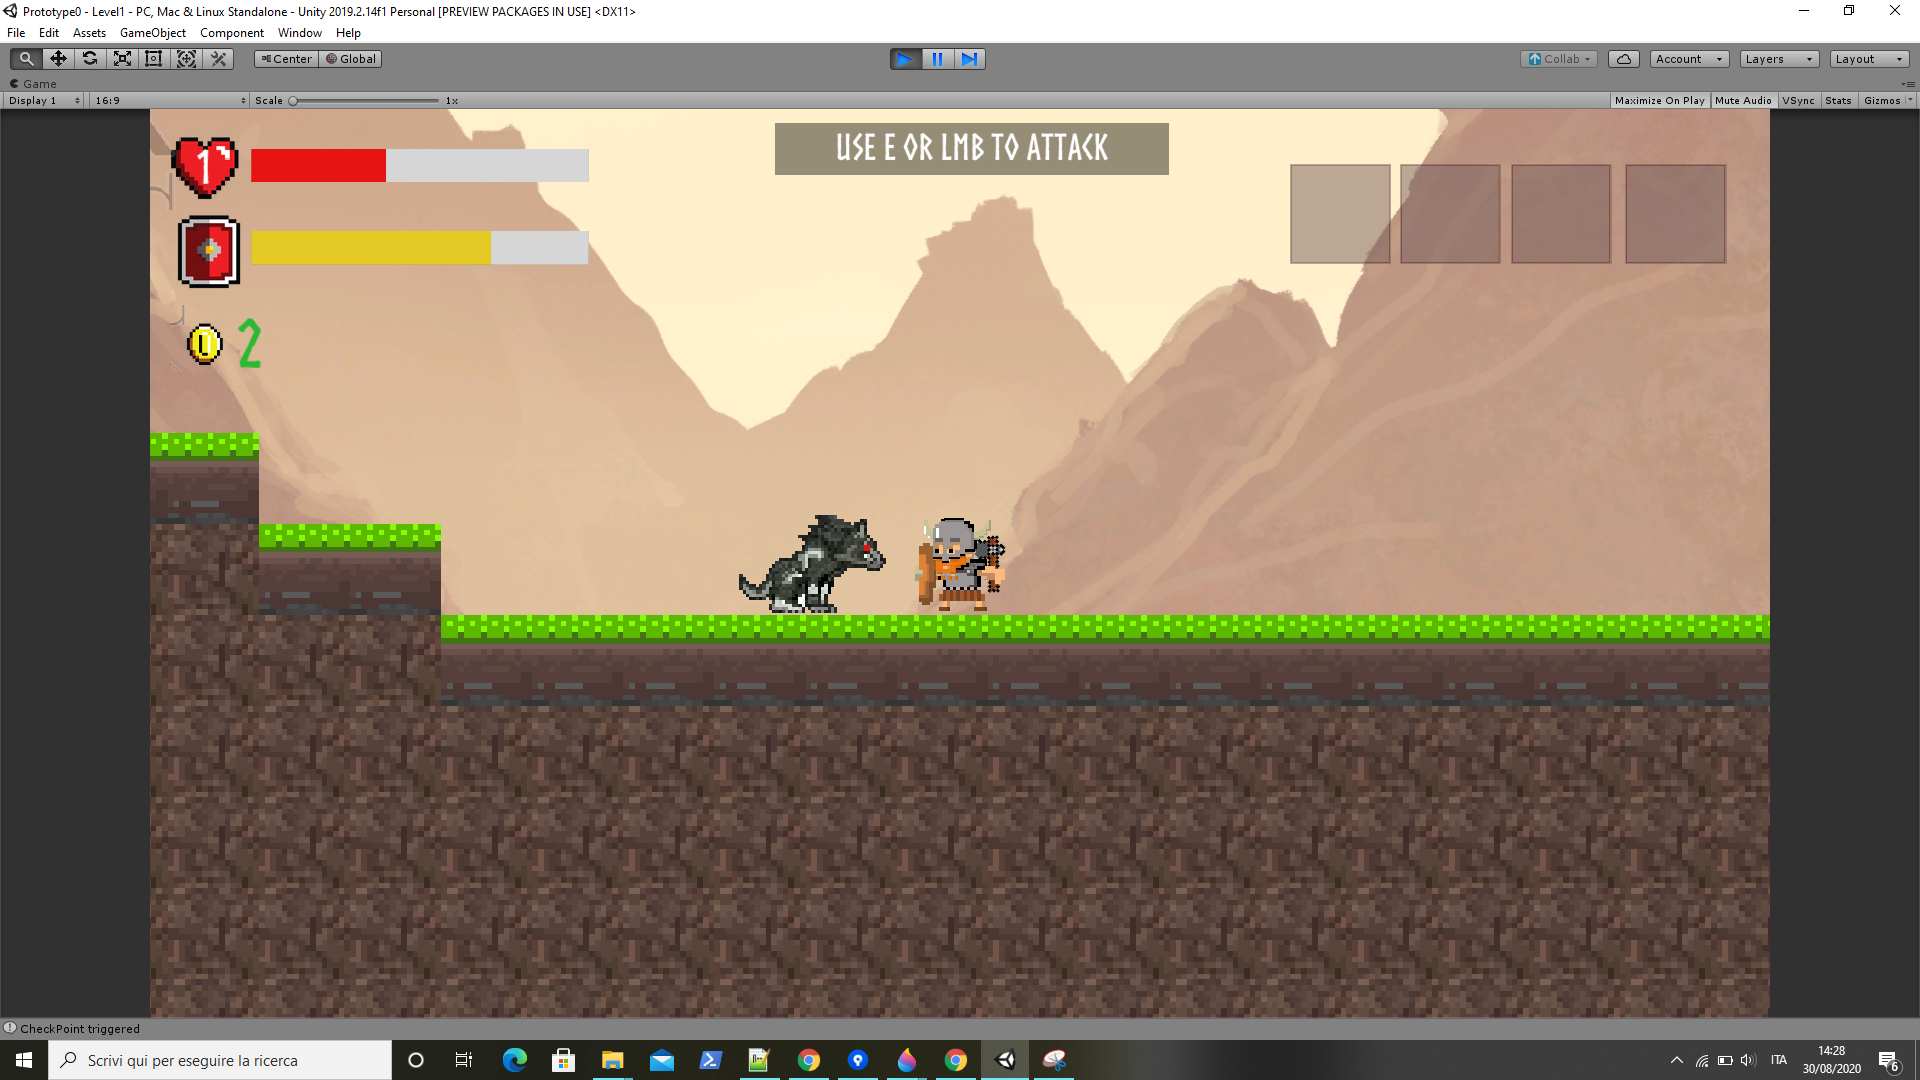 Prototype0 - Level1 - PC, Mac & Linux Standalone - Unity 2019.2.14f1 Personal [PREVIEW PACKAGES IN USE] <DX11>
File Edit Assets GameObject Component Window Help
Center Global Collab Account Layers Layout
Game
Display 1 16:9 Scale 1x Maximize On Play Mute Audio VSync Stats Gizmos
USE E OR LMB TO ATTACK
1
2
CheckPoint triggered
Scrivi qui per eseguire la ricerca
ITA
14:28
30/08/2020
6